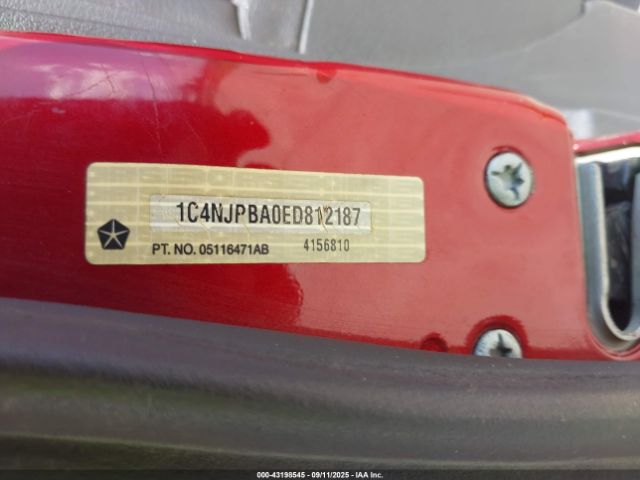 1C4NJPBA0ED812187
PT. NO. 05116471AB 4156810
000-43198545 - 09/11/2025 - IAA Inc.